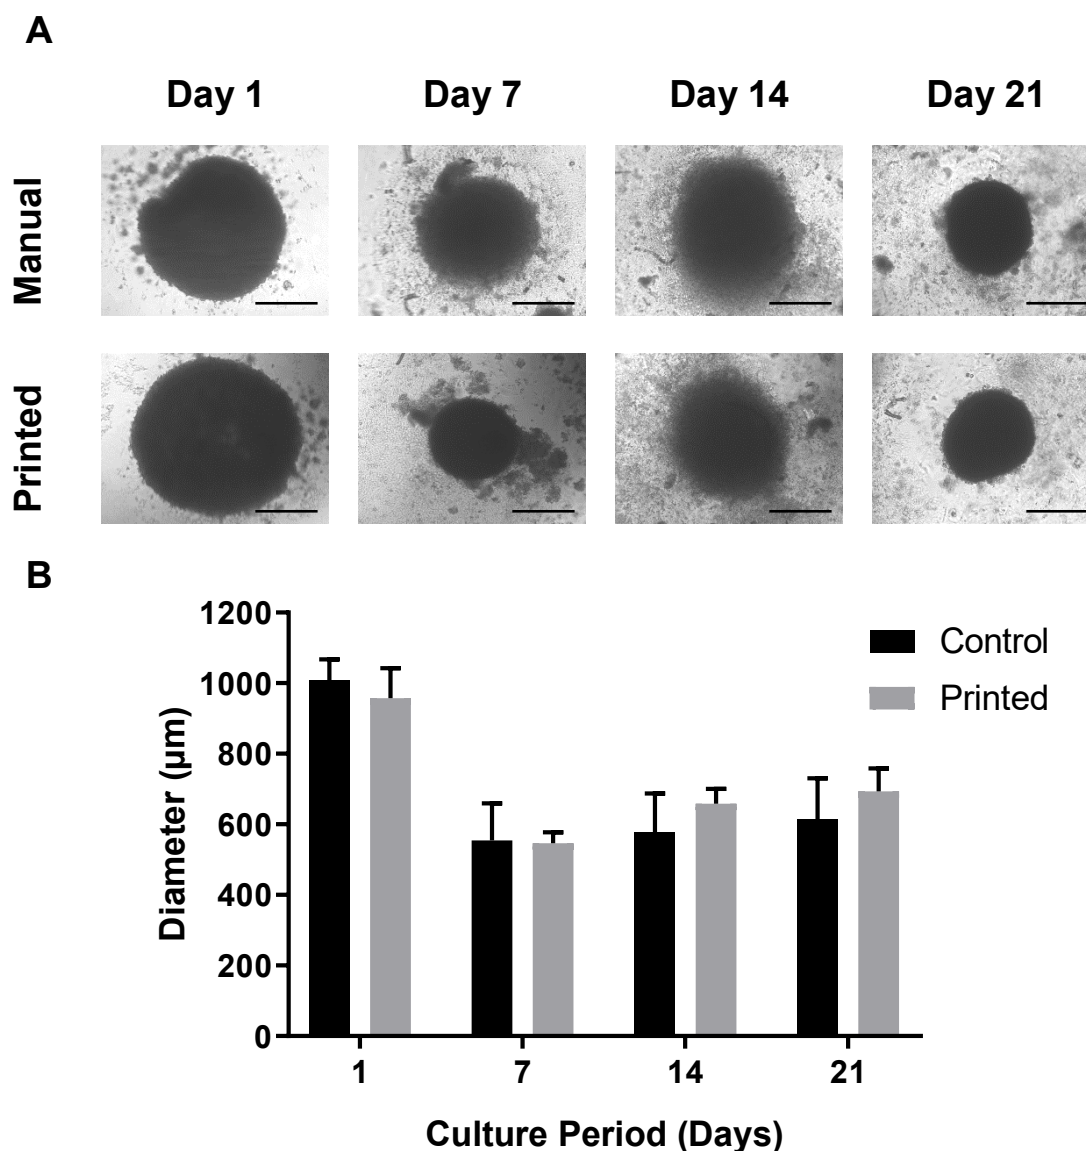 A
Day 1 Day 7 Day 14 Day 21
Manual
Printed
B
1200
1000
800
600
400
200
0
Diameter (µm)
Control
Printed
1 7 14 21
Culture Period (Days)